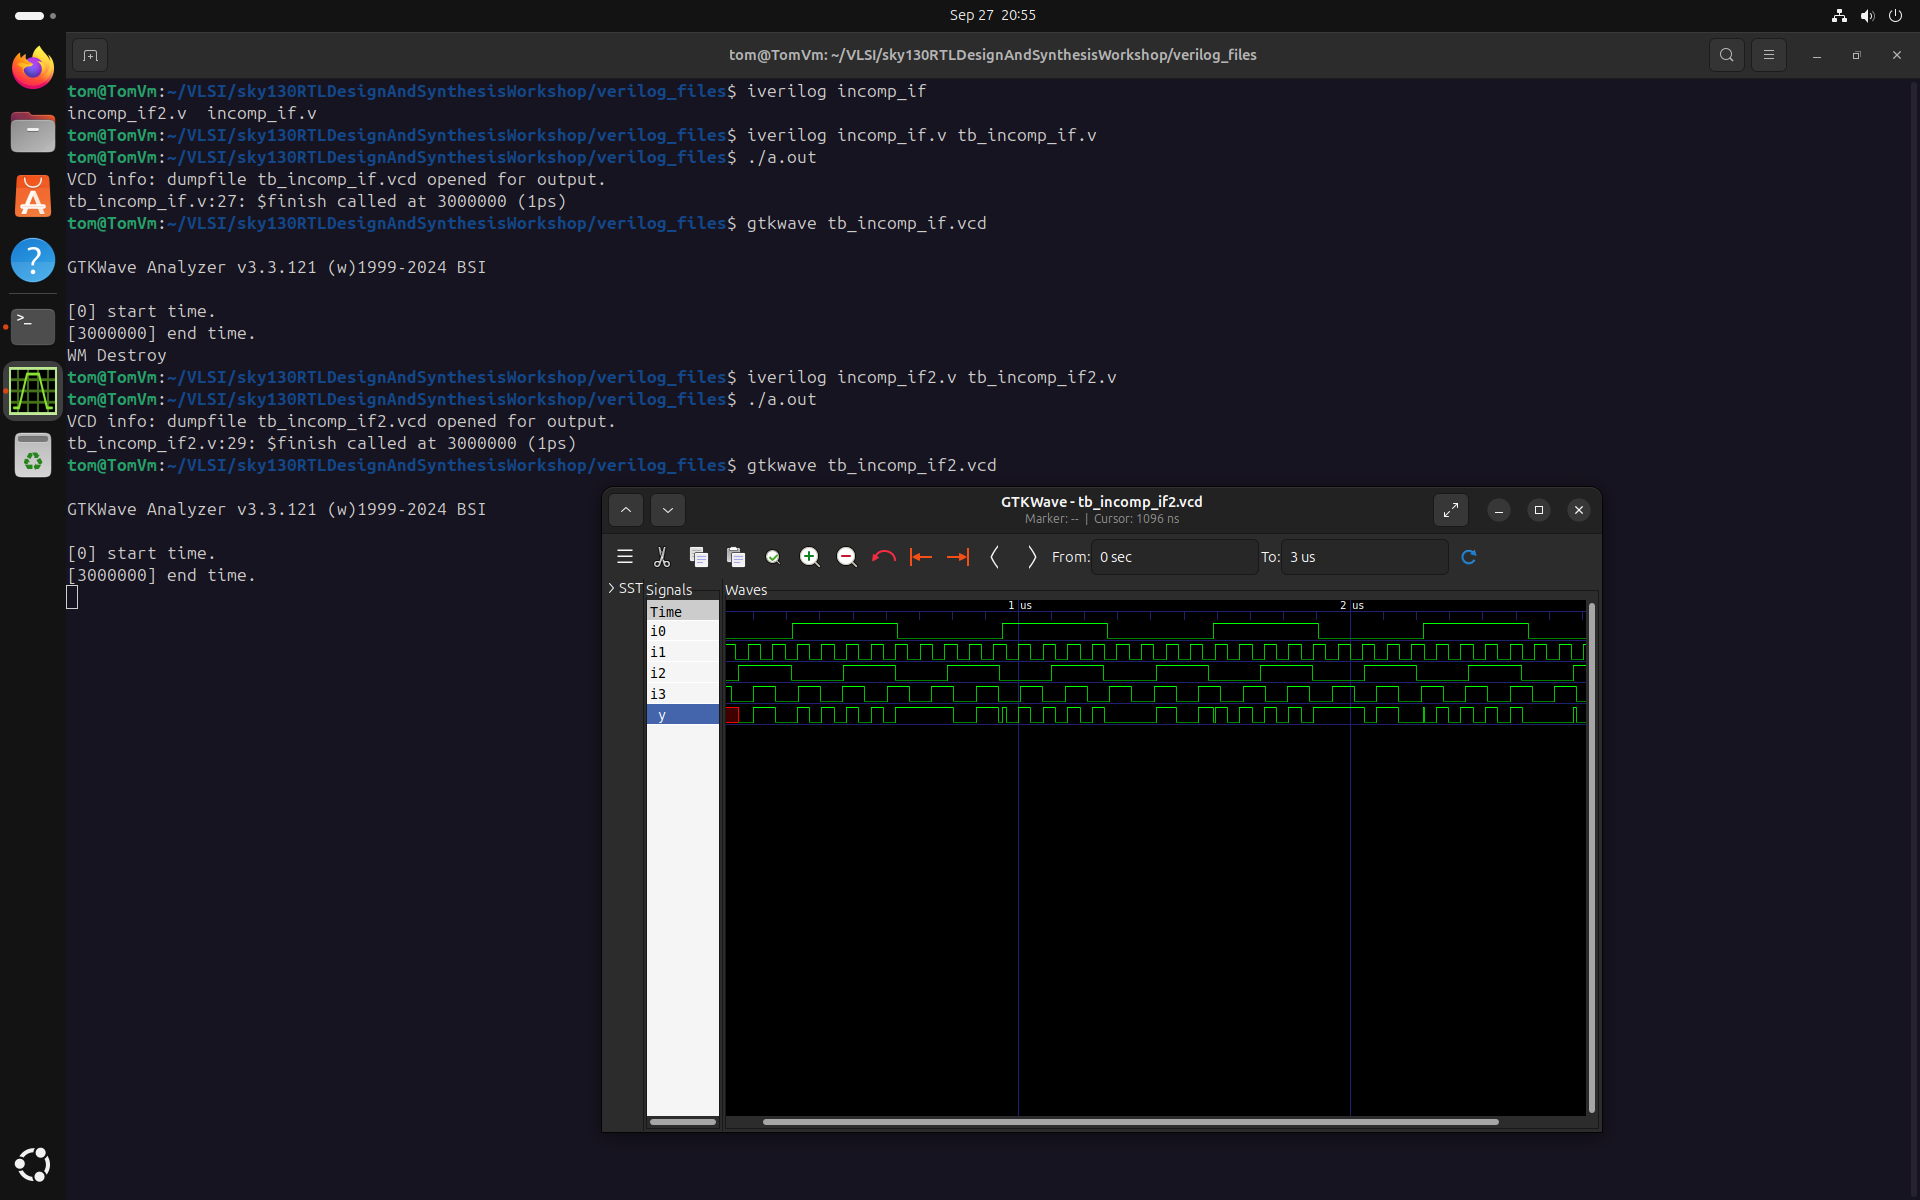 Sep 27 20:55
tom@TomVm: ~/VLSI/sky130RTLDesignAndSynthesisWorkshop/verilog_files
tom@TomVm:~/VLSI/sky130RTLDesignAndSynthesisWorkshop/verilog_files$ iverilog incomp_if
incomp_if2.v  incomp_if.v
tom@TomVm:~/VLSI/sky130RTLDesignAndSynthesisWorkshop/verilog_files$ iverilog incomp_if.v tb_incomp_if.v
tom@TomVm:~/VLSI/sky130RTLDesignAndSynthesisWorkshop/verilog_files$ ./a.out
VCD info: dumpfile tb_incomp_if.vcd opened for output.
tb_incomp_if.v:27: $finish called at 3000000 (1ps)
tom@TomVm:~/VLSI/sky130RTLDesignAndSynthesisWorkshop/verilog_files$ gtkwave tb_incomp_if.vcd
GTKWave Analyzer v3.3.121 (w)1999-2024 BSI
[0] start time.
[3000000] end time.
WM Destroy
tom@TomVm:~/VLSI/sky130RTLDesignAndSynthesisWorkshop/verilog_files$ iverilog incomp_if2.v tb_incomp_if2.v
tom@TomVm:~/VLSI/sky130RTLDesignAndSynthesisWorkshop/verilog_files$ ./a.out
VCD info: dumpfile tb_incomp_if2.vcd opened for output.
tb_incomp_if2.v:29: $finish called at 3000000 (1ps)
tom@TomVm:~/VLSI/sky130RTLDesignAndSynthesisWorkshop/verilog_files$ gtkwave tb_incomp_if2.vcd
GTKWave Analyzer v3.3.121 (w)1999-2024 BSI
[0] start time.
[3000000] end time.
GTKWave - tb_incomp_if2.vcd
Marker: -- | Cursor: 1096 ns
From: 0 sec To: 3 us
SST
Signals
Waves
Time
1 us
2 us
i0
i1
i2
i3
y